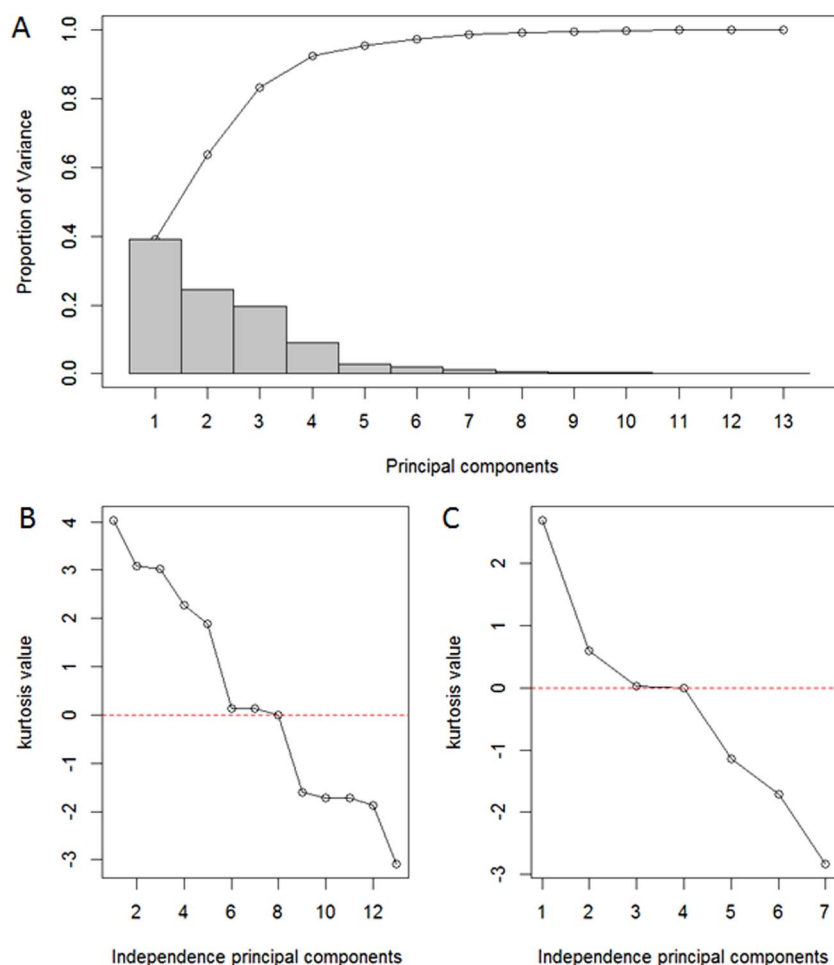 A
Proportion of Variance
1.0
0.8
0.6
0.4
0.2
0.0
1 2 3 4 5 6 7 8 9 10 11 12 13
Principal components
B
kurtosis value
4
3
2
1
0
-1
-2
-3
2 4 6 8 10 12
Independence principal components
C
kurtosis value
2
1
0
-1
-2
-3
1 2 3 4 5 6 7
Independence principal components